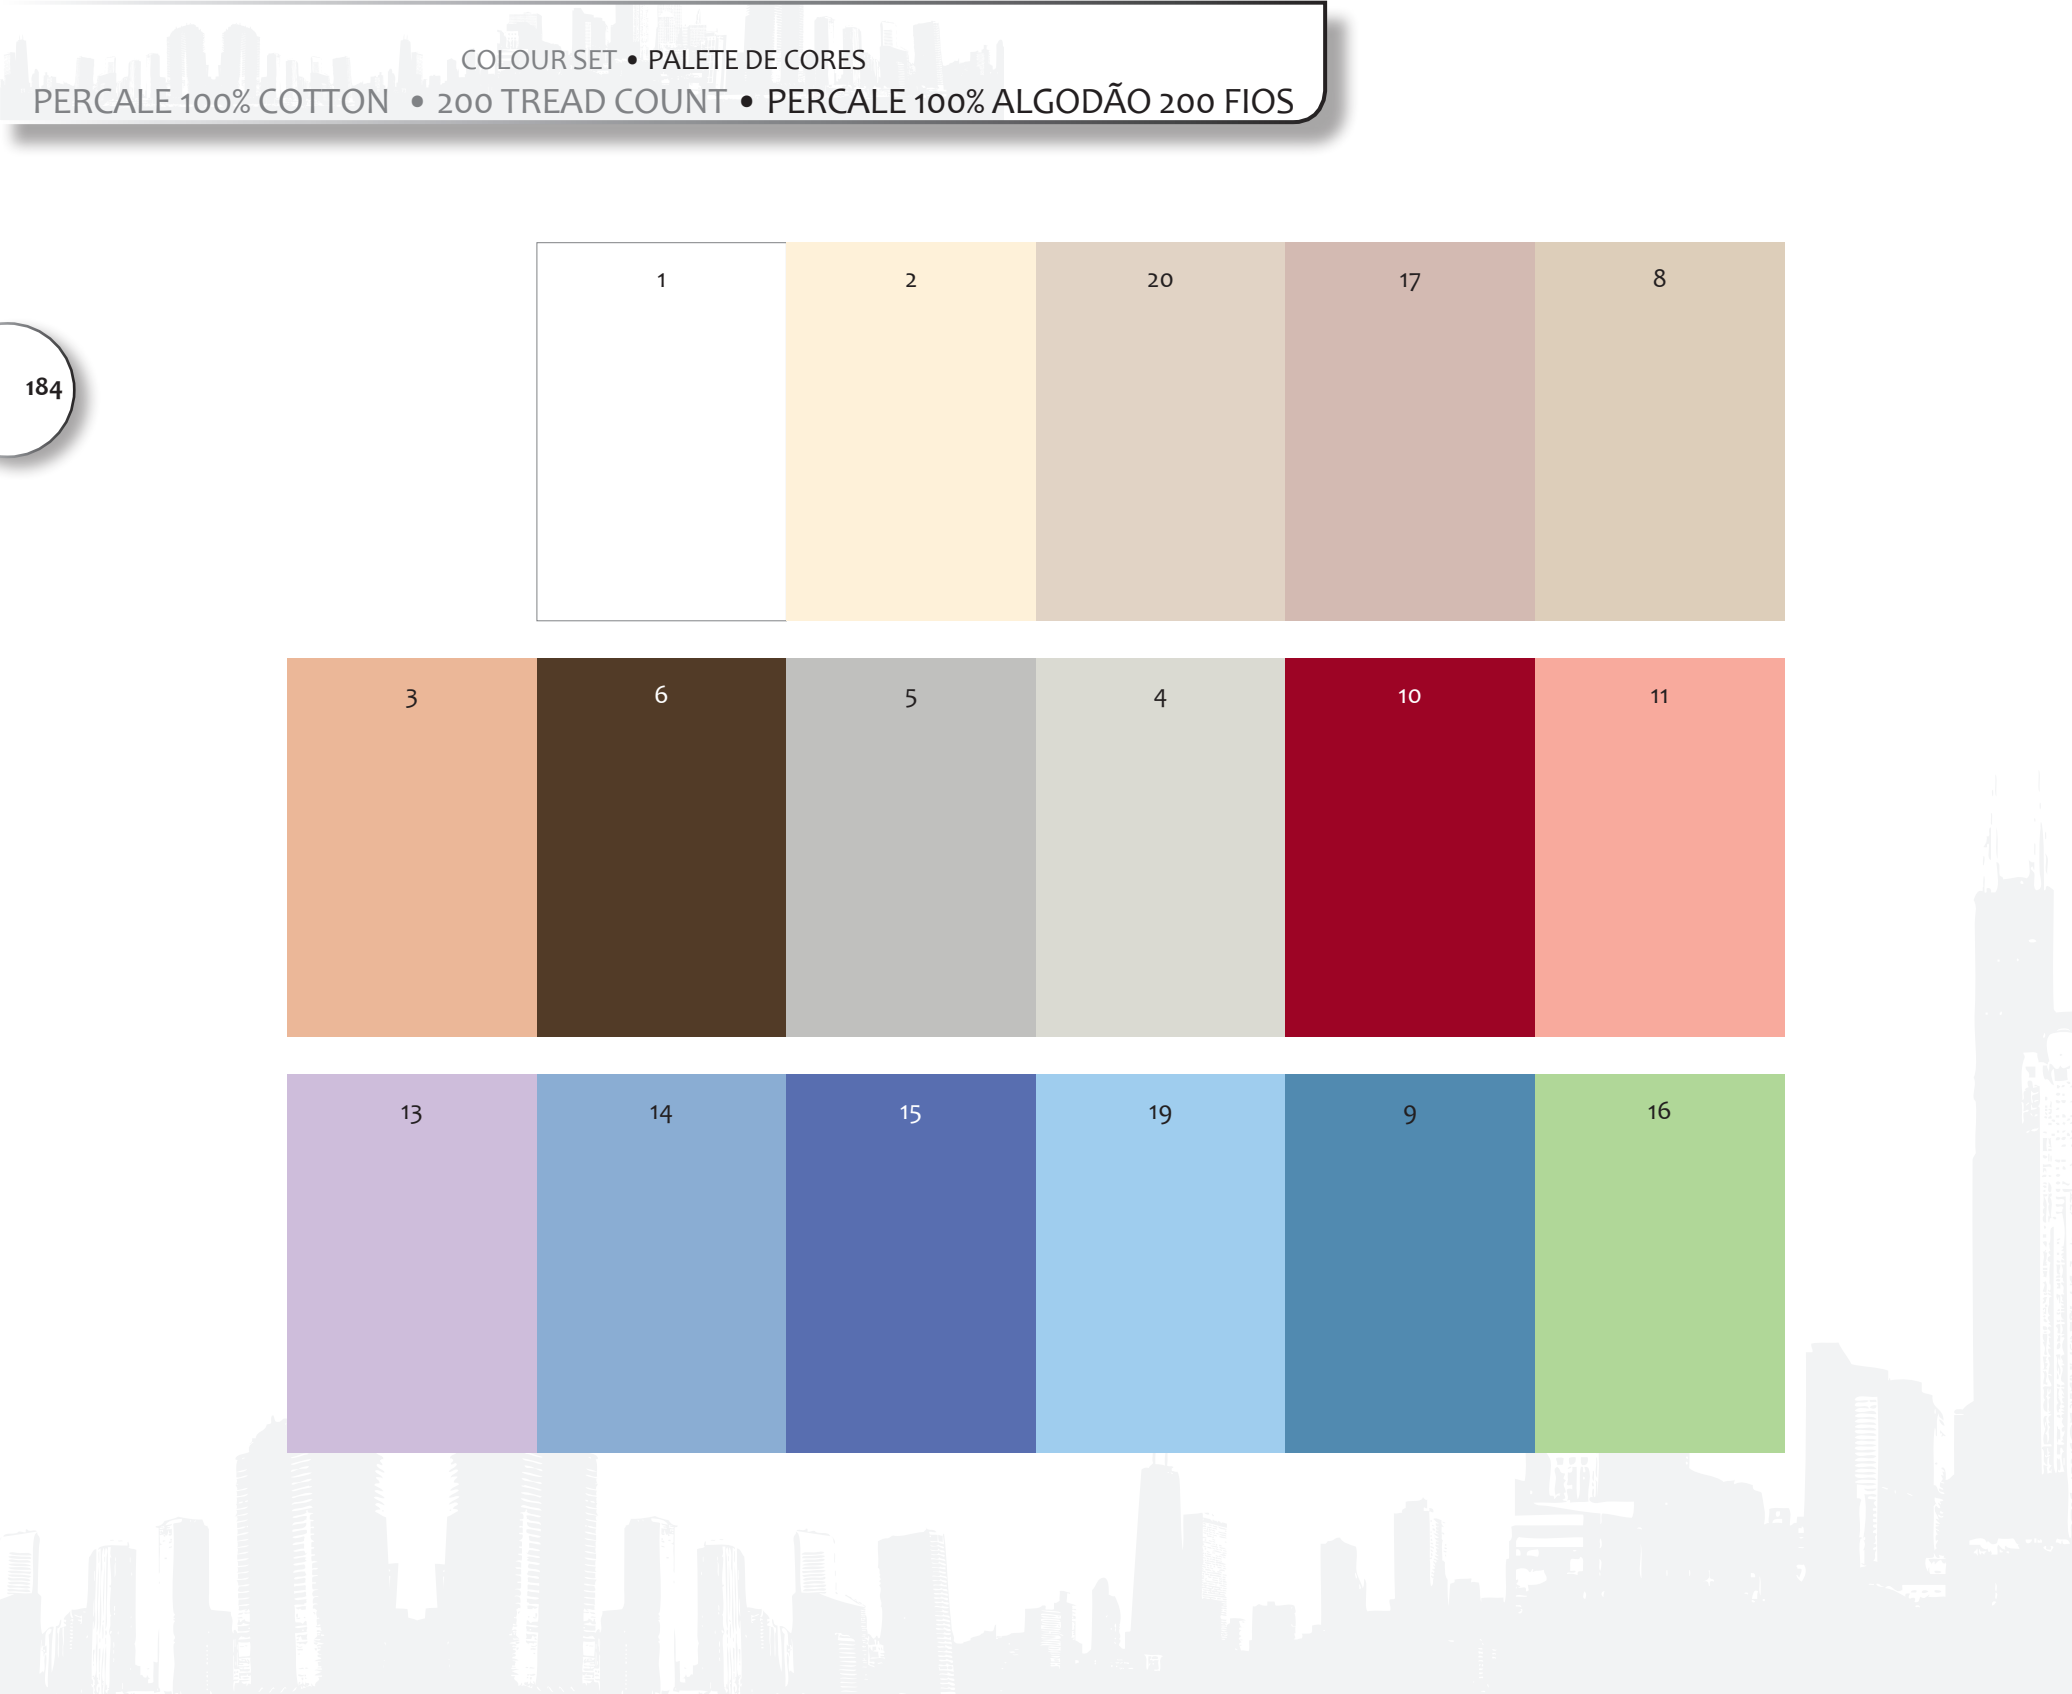 COLOUR SET • PALETE DE CORES
PERCALE 100% COTTON • 200 TREAD COUNT • PERCALE 100% ALGODÃO 200 FIOS
1 2 20 17 8
184
3 6 5 4 10 11
13 14 15 19 9 16